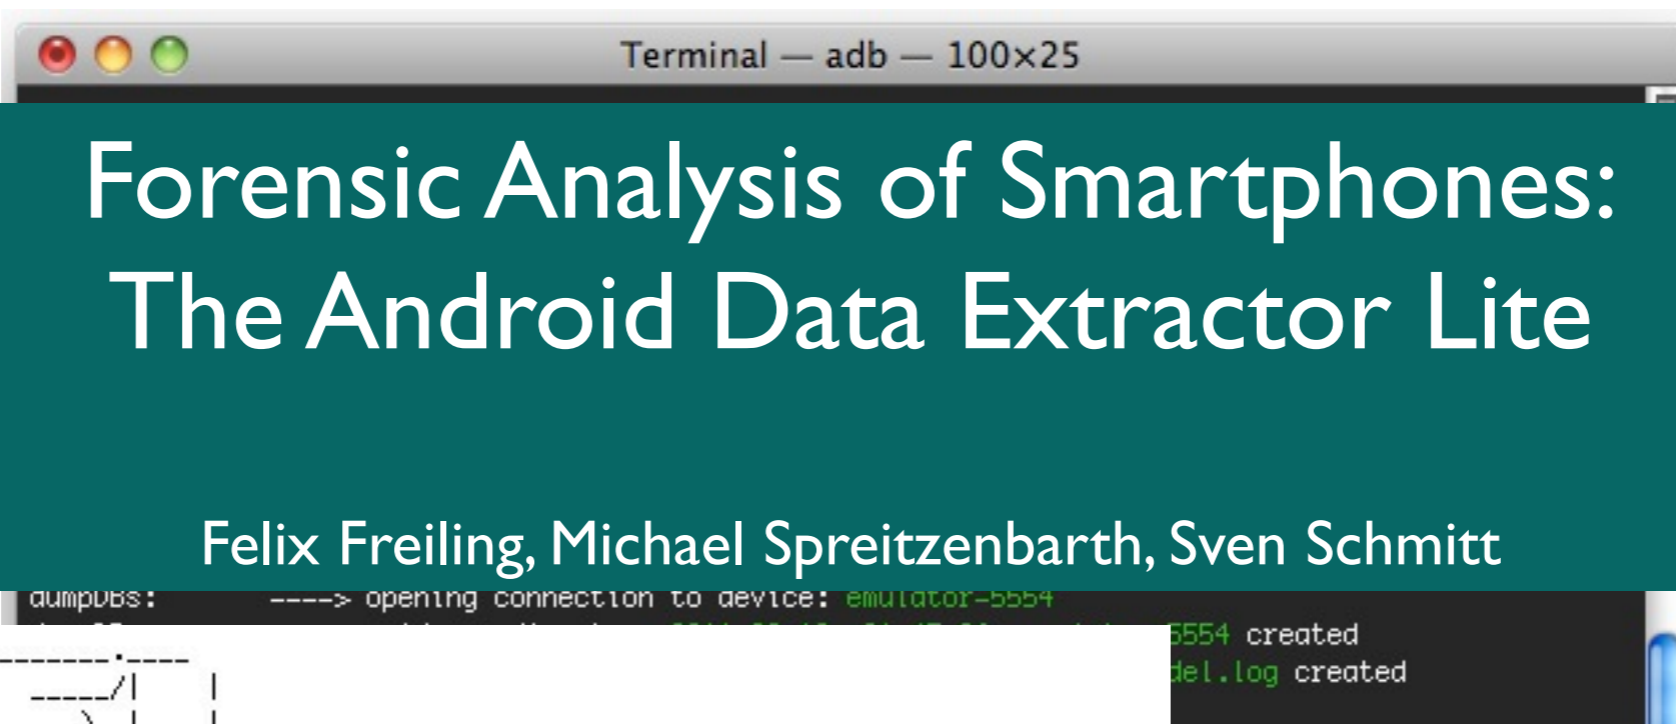 Terminal — adb — 100×25
Forensic Analysis of Smartphones:
The Android Data Extractor Lite
Felix Freiling, Michael Spreitzenbarth, Sven Schmitt
dumpDBs: ----> opening connection to device: emulator-5554
5554 created
del.log created